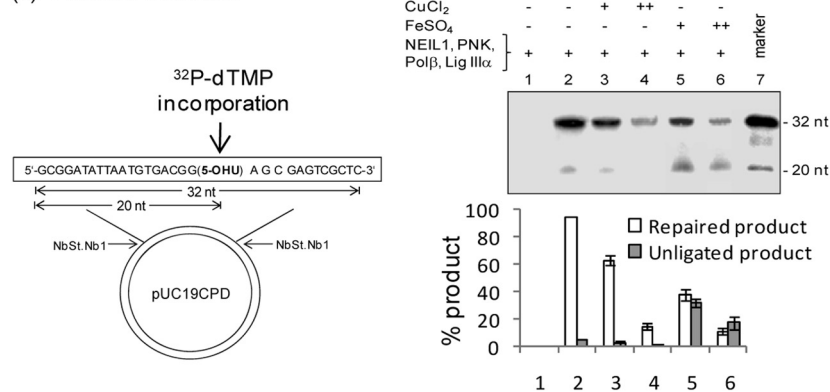 CuCl₂ - - + ++ - -
FeSO₄ - - - - + ++
NEIL1, PNK,
Polβ, Lig IIIα
+ + + + + +
marker
1 2 3 4 5 6 7
- 32 nt
- 20 nt
³²P-dTMP
incorporation
5'-GCGGATATTAATGTGACGG(5-OHU) A G C GAGTCGCTC-3'
32 nt
20 nt
NbSt.Nb1
NbSt.Nb1
pUC19CPD
% product
100
80
60
40
20
0
Repaired product
Unligated product
1 2 3 4 5 6